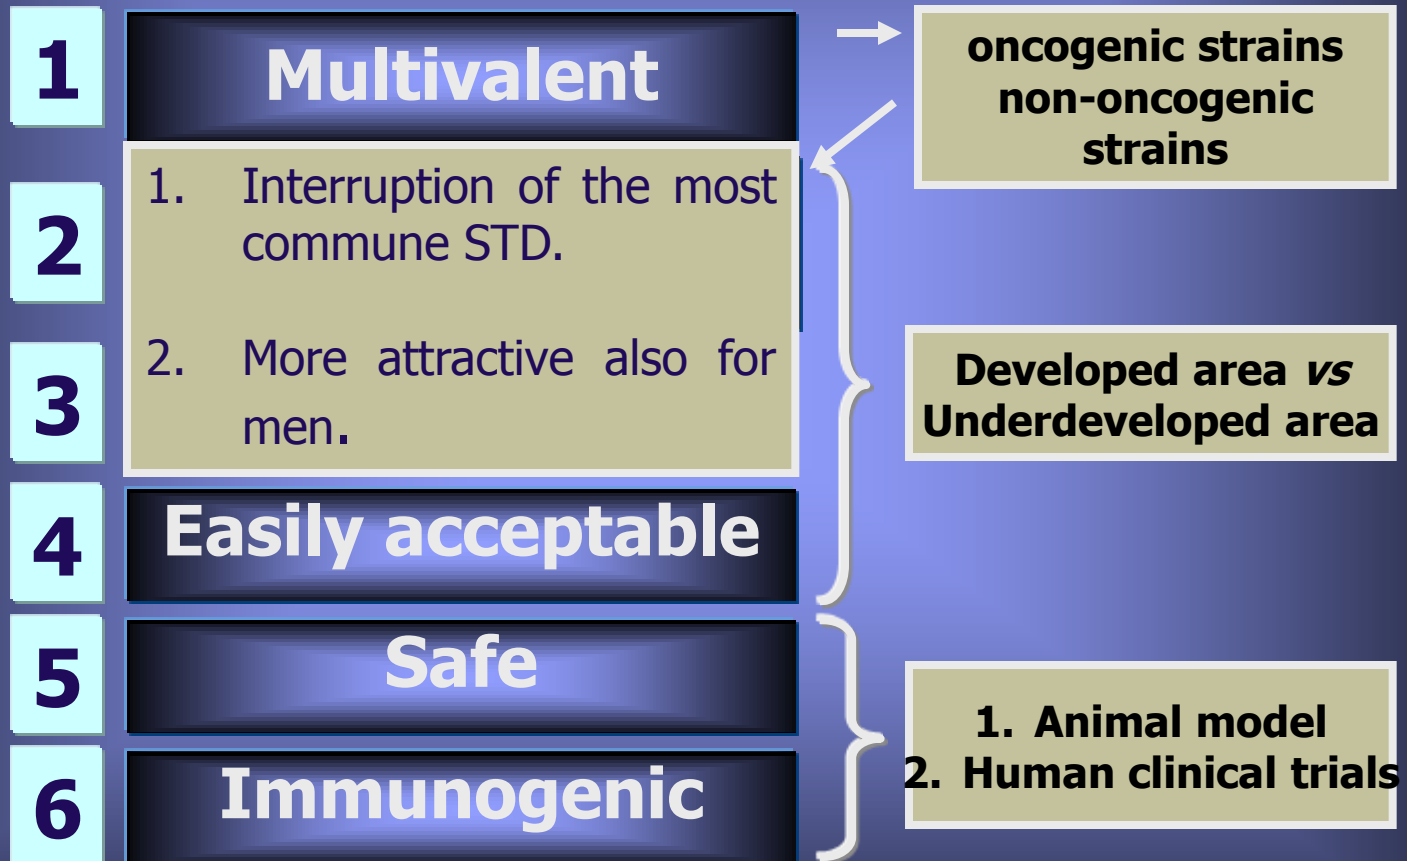 1
Multivalent
oncogenic strains
non-oncogenic
strains
2
1. Interruption of the most
commune STD.
3
2. More attractive also for
men.
Developed area vs
Underdeveloped area
4
Easily acceptable
5
Safe
6
Immunogenic
1. Animal model
2. Human clinical trials